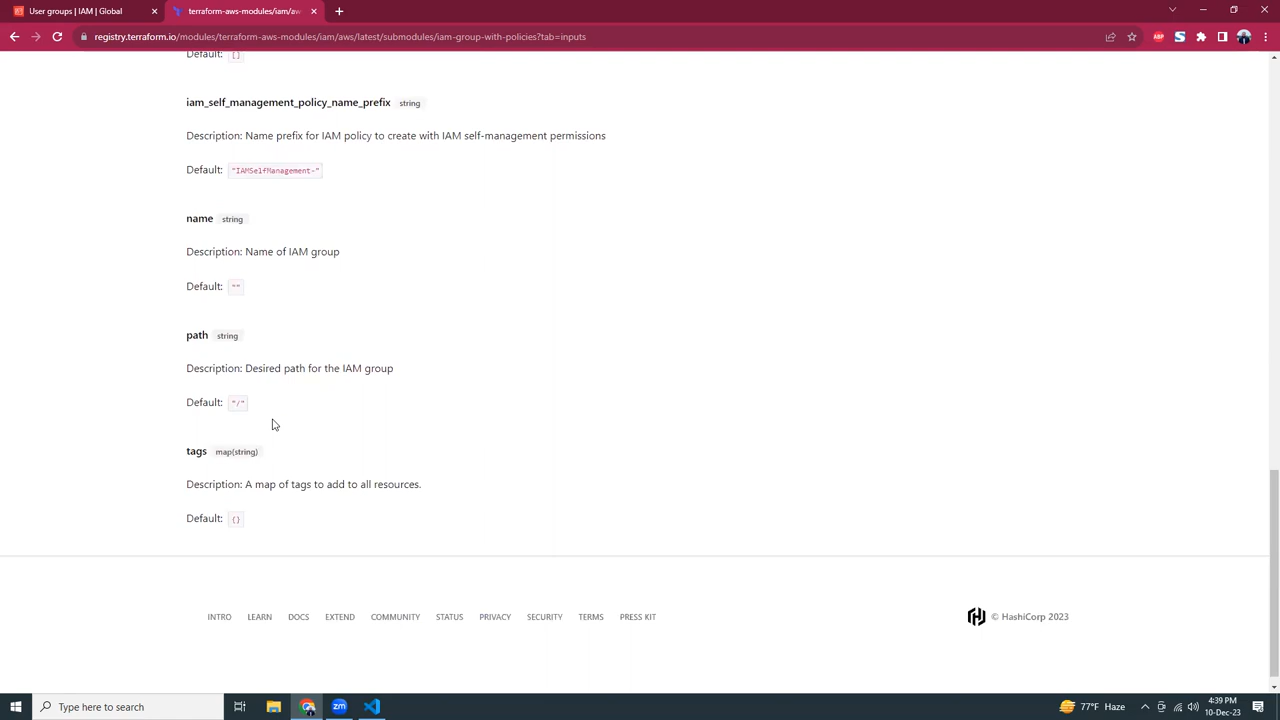 User groups | IAM | Global
terraform-aws-modules/iam/aw
registry.terraform.io/modules/terraform-aws-modules/iam/aws/latest/submodules/iam-group-with-policies?tab=inputs
Default: []
iam_self_management_policy_name_prefix string
Description: Name prefix for IAM policy to create with IAM self-management permissions
Default: "IAMSelfManagement-"
name string
Description: Name of IAM group
Default: ""
path string
Description: Desired path for the IAM group
Default: "/"
tags map(string)
Description: A map of tags to add to all resources.
Default: {}
INTRO LEARN DOCS EXTEND COMMUNITY STATUS PRIVACY SECURITY TERMS PRESS KIT
© HashiCorp 2023
Type here to search
zm
77°F Haze
4:39 PM
10-Dec-23